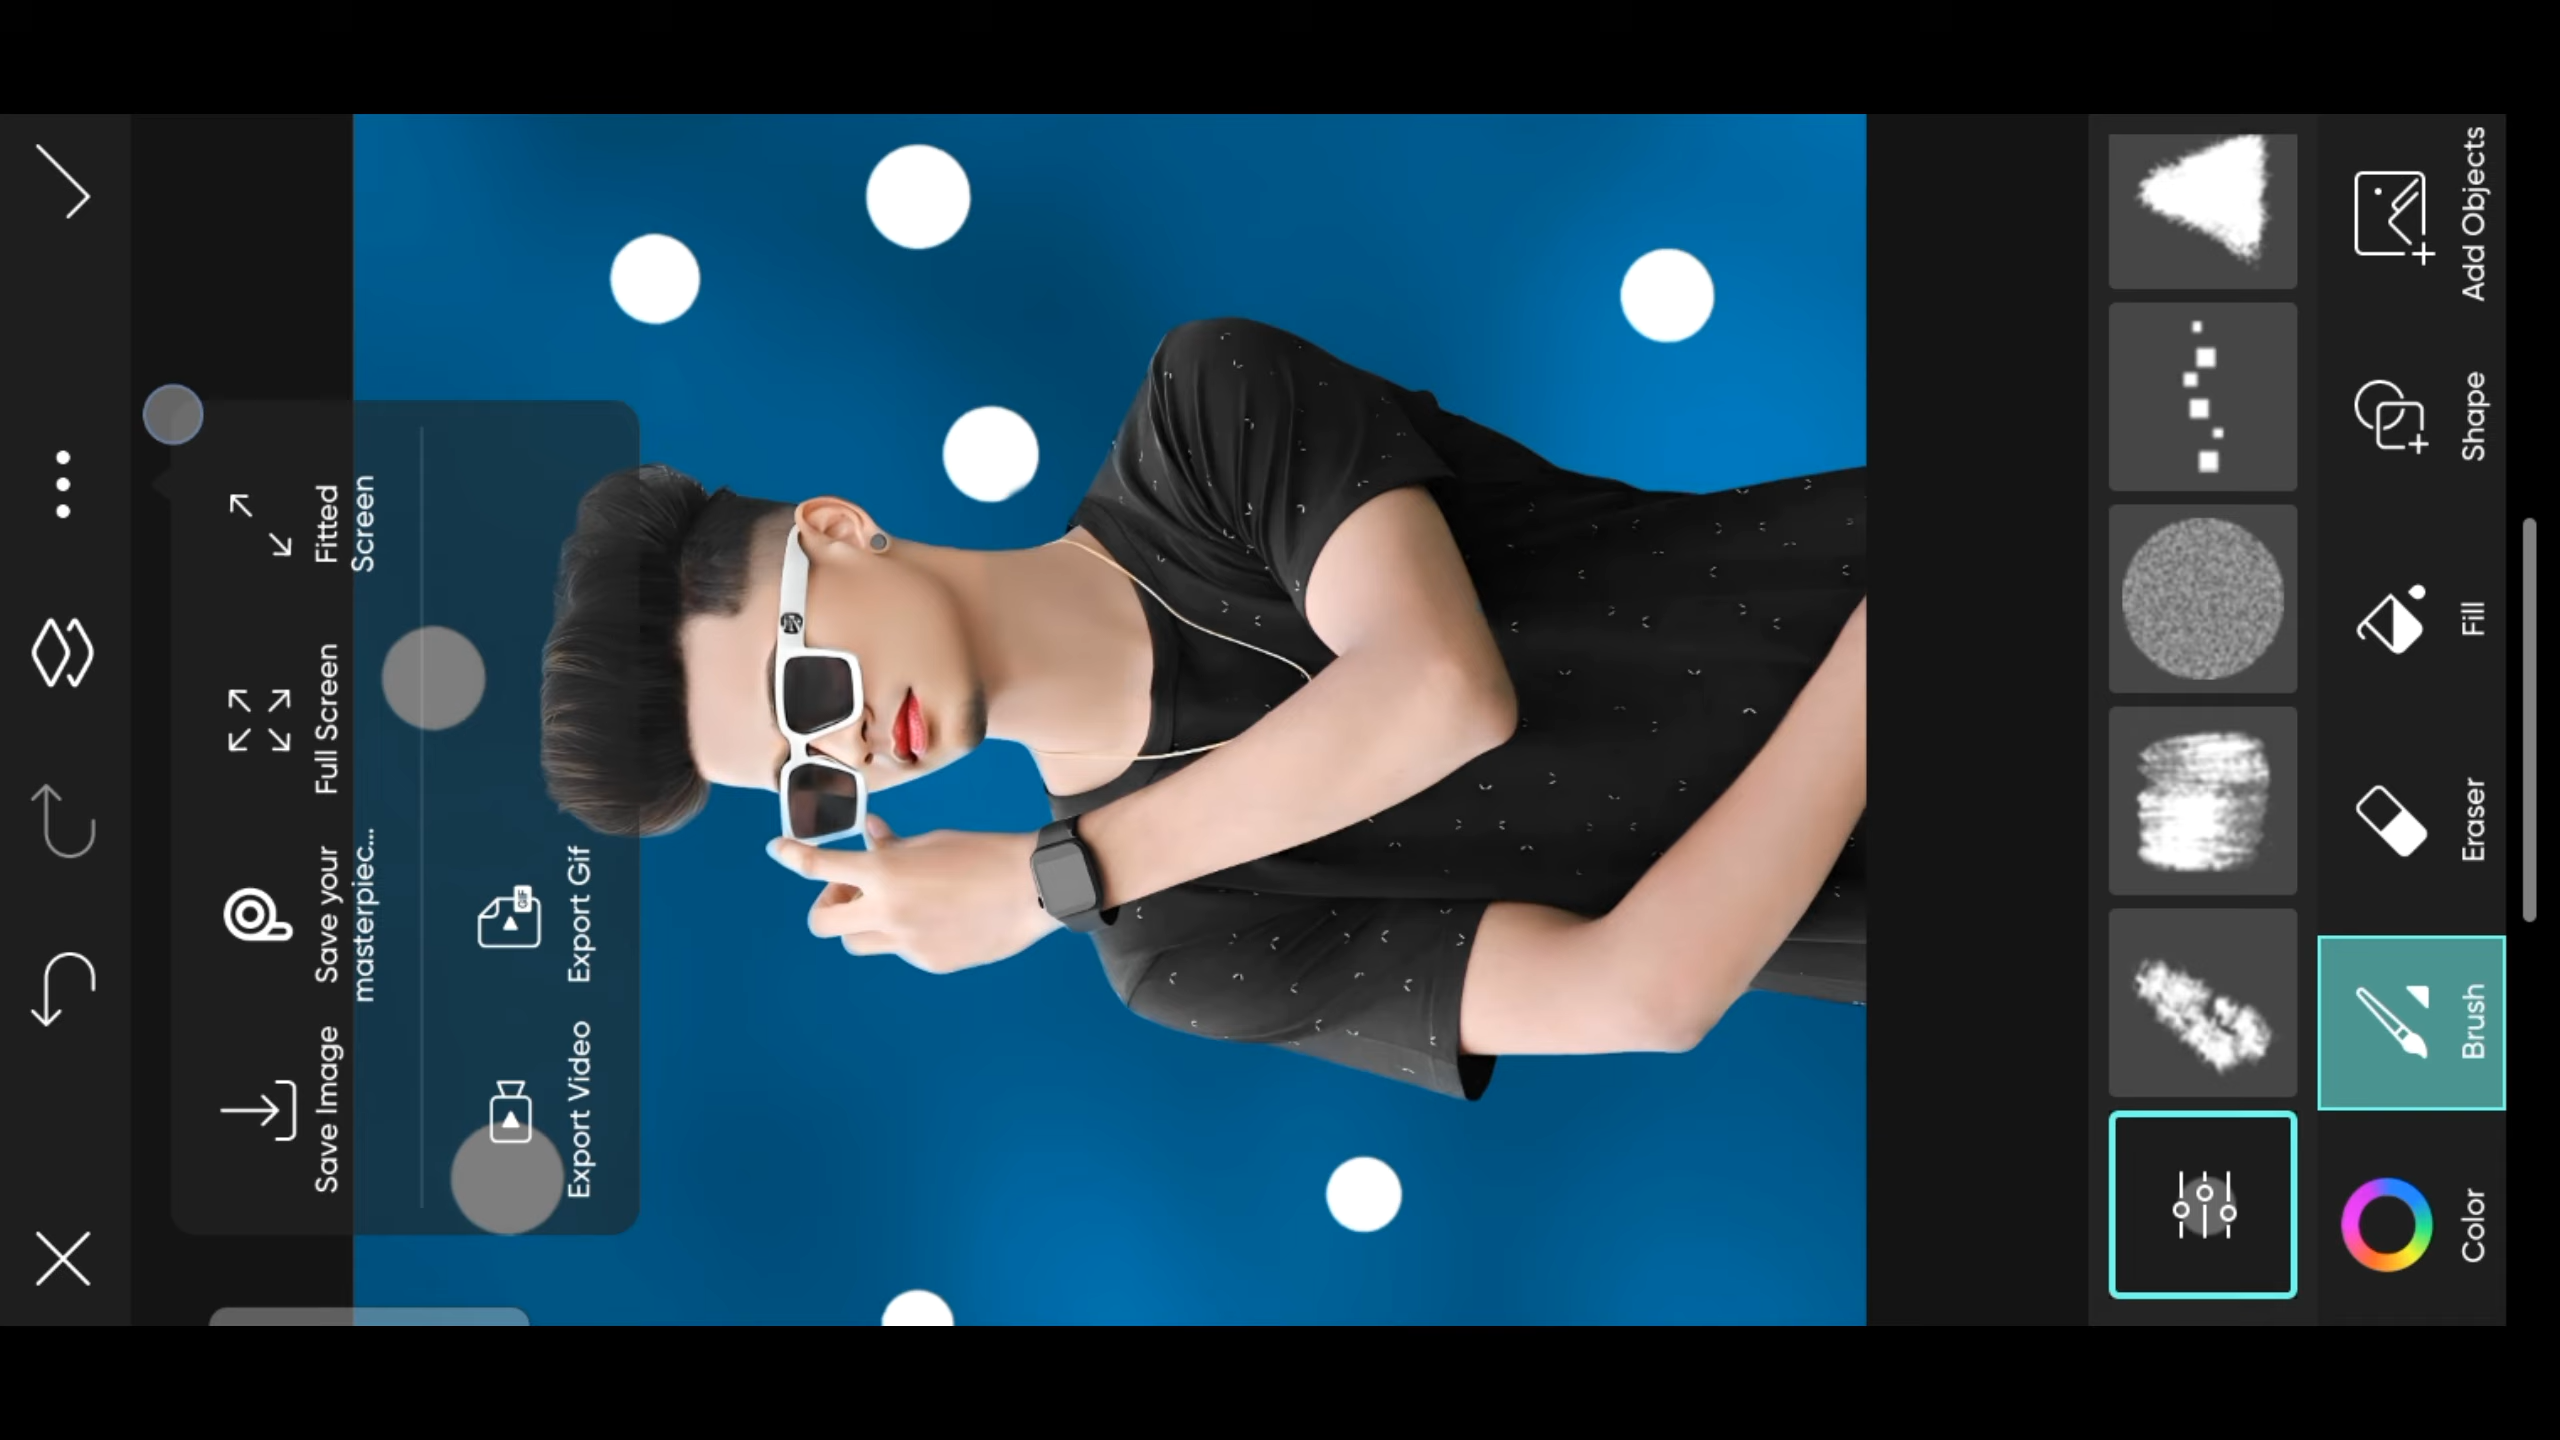 Save Image
Save your
masterpiec...
Full Screen
Fitted
Screen
Export Video
Export Gif
GIF
Color
Brush
Eraser
Fill
Shape
Add Objects